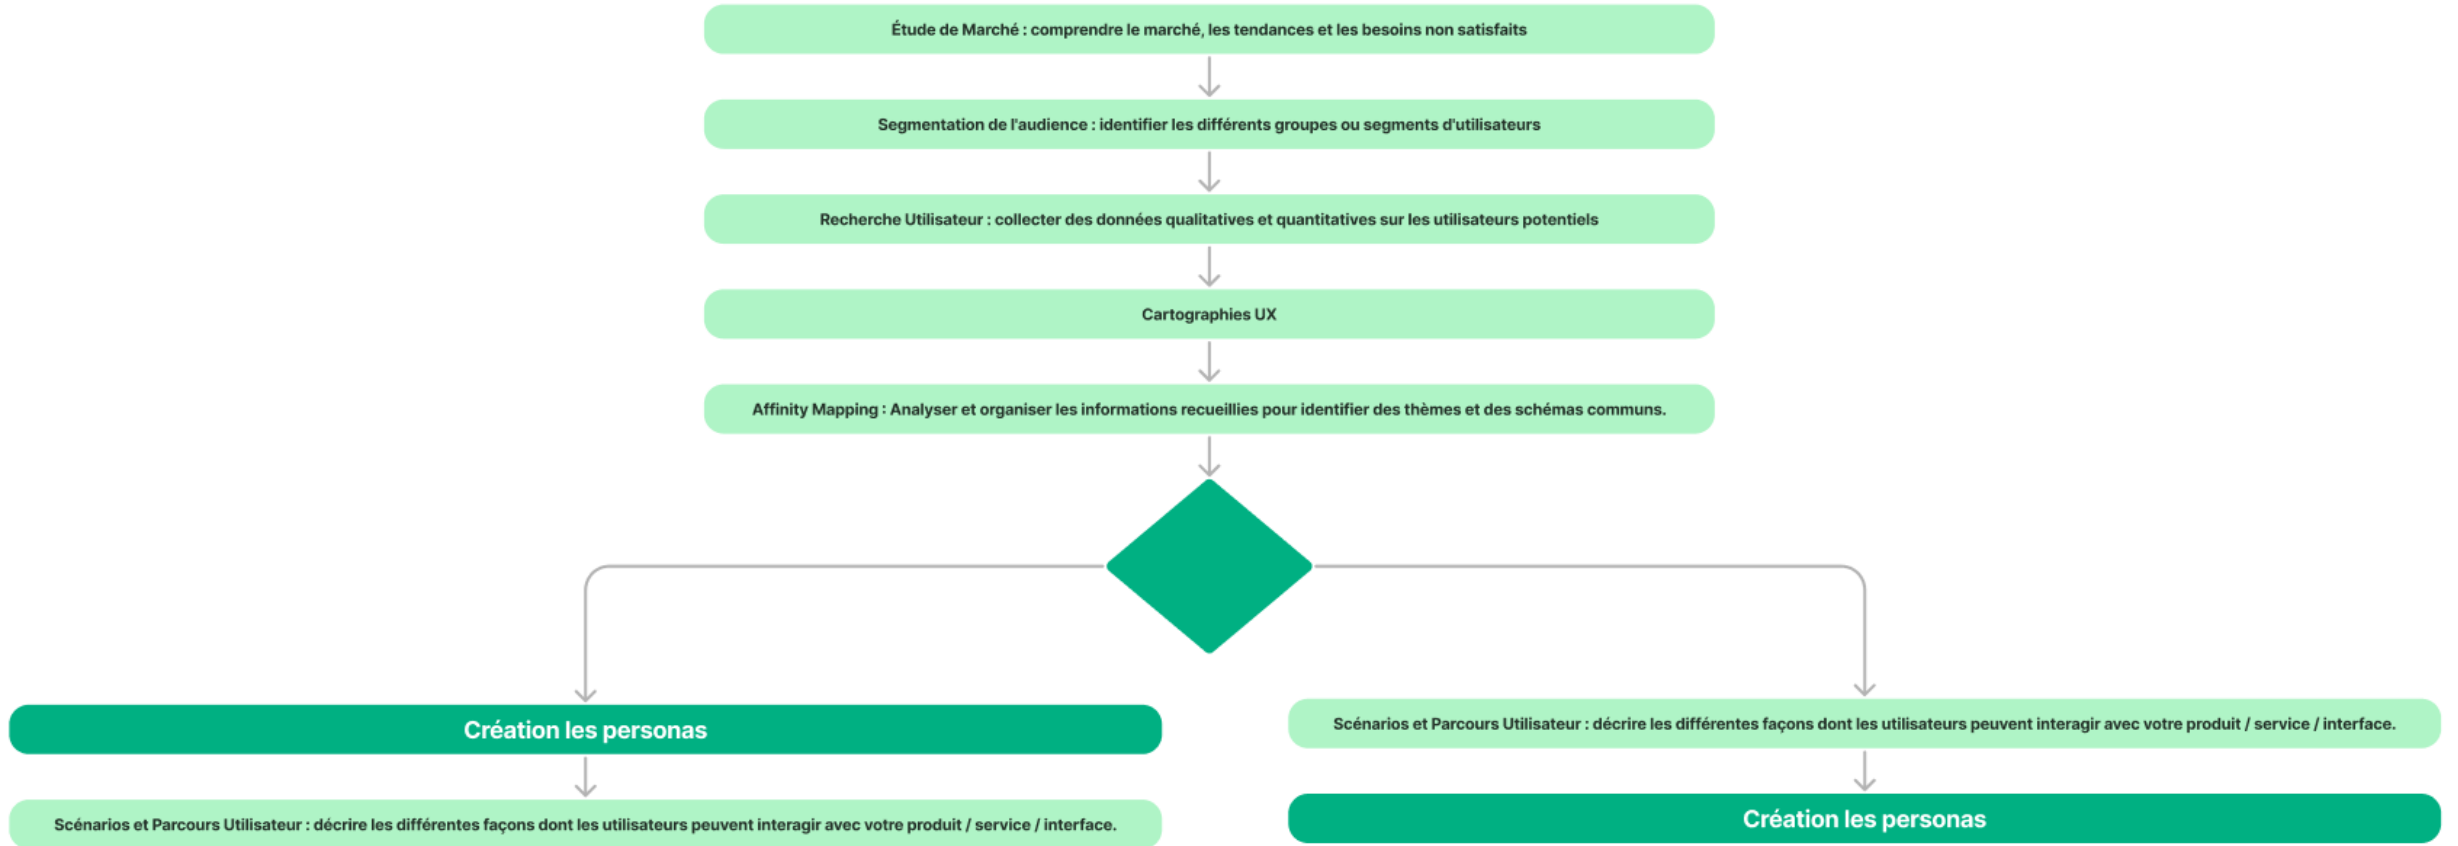 Étude de Marché : comprendre le marché, les tendances et les besoins non satisfaits
Segmentation de l'audience : identifier les différents groupes ou segments d'utilisateurs
Recherche Utilisateur : collecter des données qualitatives et quantitatives sur les utilisateurs potentiels
Cartographies UX
Affinity Mapping : Analyser et organiser les informations recueillies pour identifier des thèmes et des schémas communs.
Création les personas
Scénarios et Parcours Utilisateur : décrire les différentes façons dont les utilisateurs peuvent interagir avec votre produit / service / interface.
Scénarios et Parcours Utilisateur : décrire les différentes façons dont les utilisateurs peuvent interagir avec votre produit / service / interface.
Création les personas